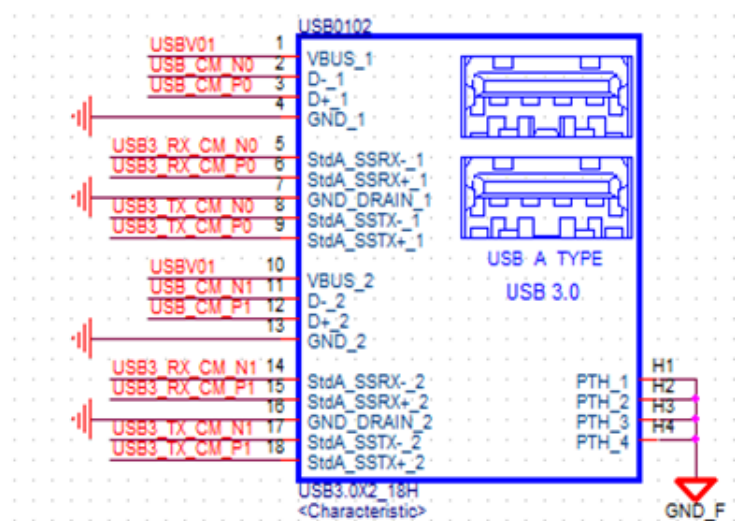 USB0102
USBV01 1 VBUS_1
USB_CM_N0 2 D-_1
USB_CM_P0 3 D+_1
4 GND_1
USB3_RX_CM_N0 5 StdA_SSRX-_1
USB3_RX_CM_P0 6 StdA_SSRX+_1
7 GND_DRAIN_1
USB3_TX_CM_N0 8 StdA_SSTX-_1
USB3_TX_CM_P0 9 StdA_SSTX+_1
USB A TYPE
USB 3.0
USBV01 10 VBUS_2
USB_CM_N1 11 D-_2
USB_CM_P1 12 D+_2
13 GND_2
USB3_RX_CM_N1 14 StdA_SSRX-_2
USB3_RX_CM_P1 15 StdA_SSRX+_2
16 GND_DRAIN_2
USB3_TX_CM_N1 17 StdA_SSTX-_2
USB3_TX_CM_P1 18 StdA_SSTX+_2
PTH_1 H1
PTH_2 H2
PTH_3 H3
PTH_4 H4
USB3.0X2_18H
<Characteristic>
GND_F